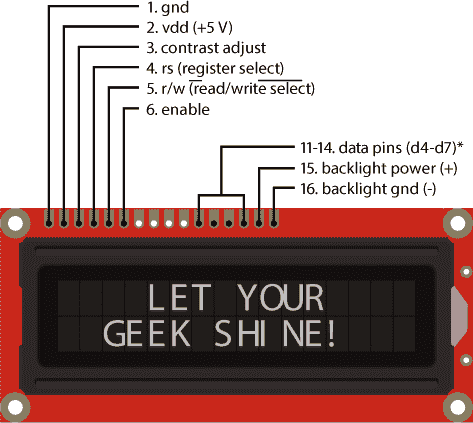 1. gnd
2. vdd (+5 V)
3. contrast adjust
4. rs (register select)
5. r/w (read/write select)
6. enable
11-14. data pins (d4-d7)*
15. backlight power (+)
16. backlight gnd (-)
LET YOUR
GEEK SHINE!